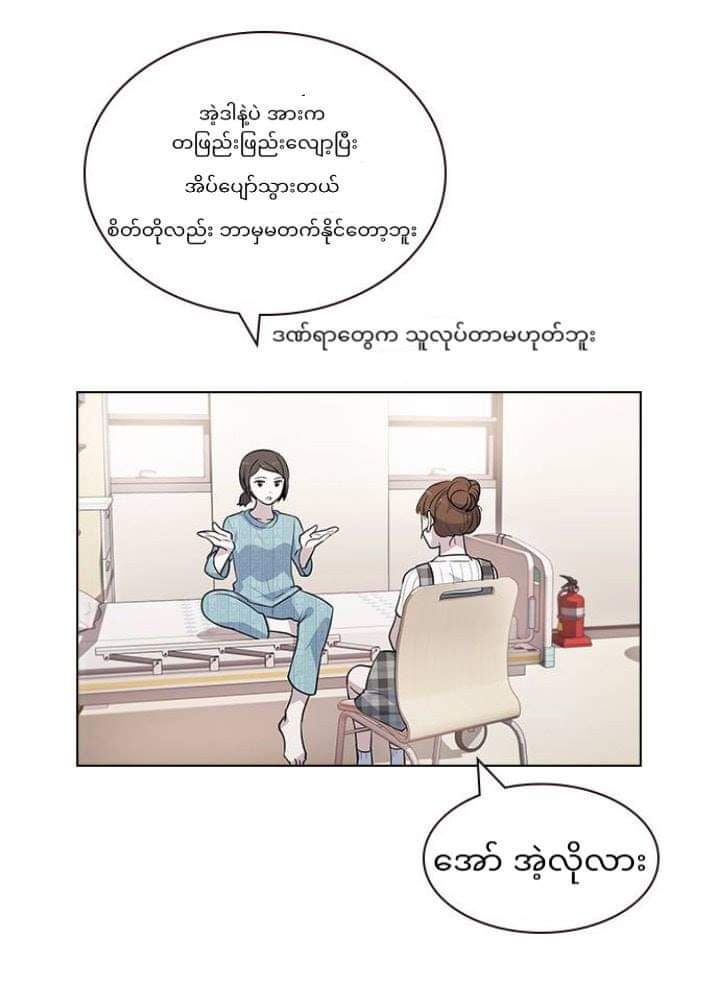 အဲ့ဒါနဲ့ပဲ အားက
တဖြည်းဖြည်းလျော့ပြီး
အိပ်ပျော်သွားတယ်
စိတ်တိုလည်း ဘာမှမတက်နိုင်တော့ဘူး
ဒဏ်ရာတွေက သူလုပ်တာမဟုတ်ဘူး
အော် အဲ့လိုလား